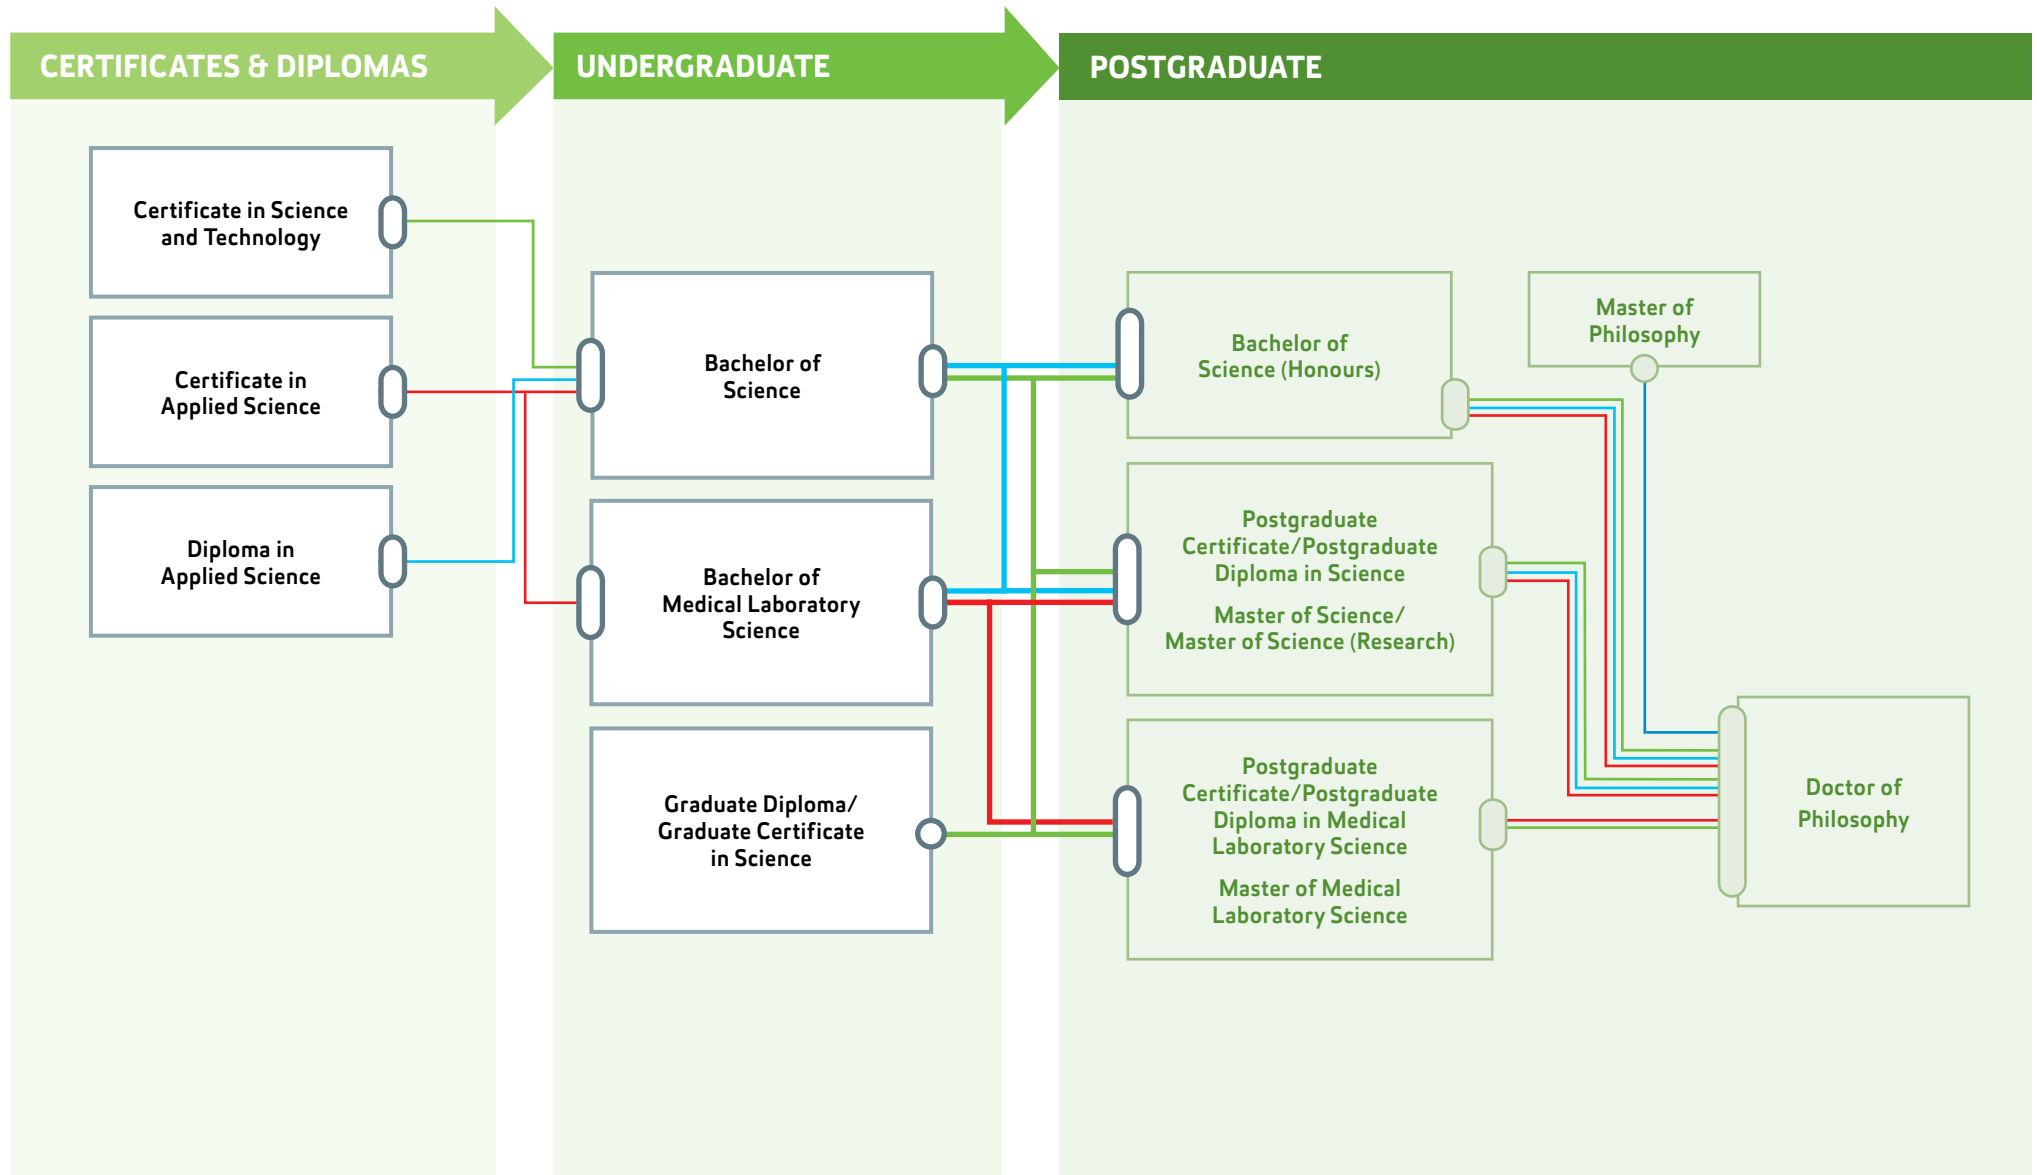 CERTIFICATES & DIPLOMAS
UNDERGRADUATE
POSTGRADUATE
Certificate in Science
and Technology
Certificate in
Applied Science
Diploma in
Applied Science
Bachelor of
Science
Bachelor of
Medical Laboratory
Science
Graduate Diploma/
Graduate Certificate
in Science
Bachelor of
Science (Honours)
Master of
Philosophy
Postgraduate
Certificate/Postgraduate
Diploma in Science
Master of Science/
Master of Science (Research)
Postgraduate
Certificate/Postgraduate
Diploma in Medical
Laboratory Science
Master of Medical
Laboratory Science
Doctor of
Philosophy